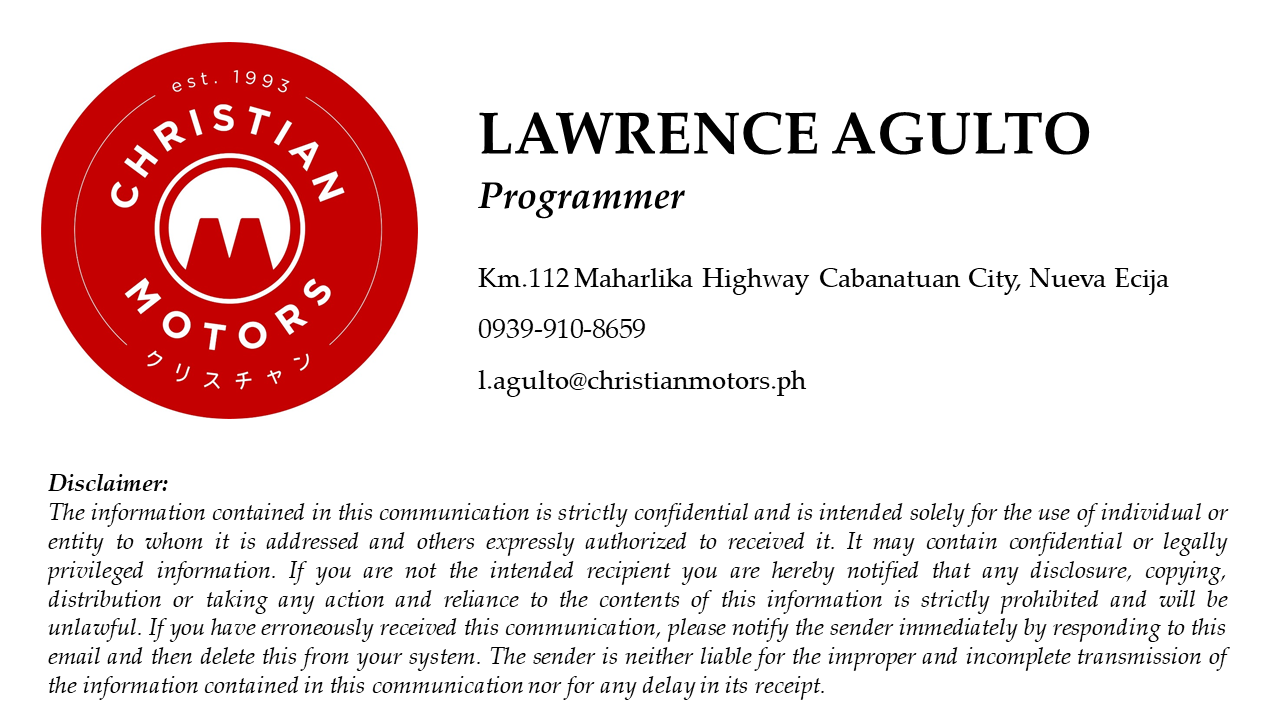 est. 1993
CHRISTIAN
MOTORS
クリスチャン
LAWRENCE AGULTO
Programmer
Km.112 Maharlika Highway Cabanatuan City, Nueva Ecija
0939-910-8659
l.agulto@christianmotors.ph
Disclaimer:
The information contained in this communication is strictly confidential and is intended solely for the use of individual or
entity to whom it is addressed and others expressly authorized to received it. It may contain confidential or legally
privileged information. If you are not the intended recipient you are hereby notified that any disclosure, copying,
distribution or taking any action and reliance to the contents of this information is strictly prohibited and will be
unlawful. If you have erroneously received this communication, please notify the sender immediately by responding to this
email and then delete this from your system. The sender is neither liable for the improper and incomplete transmission of
the information contained in this communication nor for any delay in its receipt.